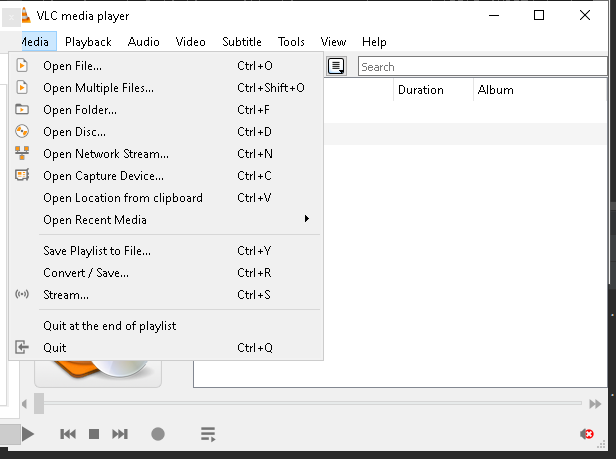 VLC media player
Media Playback Audio Video Subtitle Tools View Help
Open File... Ctrl+O
Search
Open Multiple Files... Ctrl+Shift+O
Duration Album
Open Folder... Ctrl+F
Open Disc... Ctrl+D
Open Network Stream... Ctrl+N
Open Capture Device... Ctrl+C
Open Location from clipboard Ctrl+V
Open Recent Media
Save Playlist to File... Ctrl+Y
Convert / Save... Ctrl+R
Stream... Ctrl+S
Quit at the end of playlist
Quit Ctrl+Q